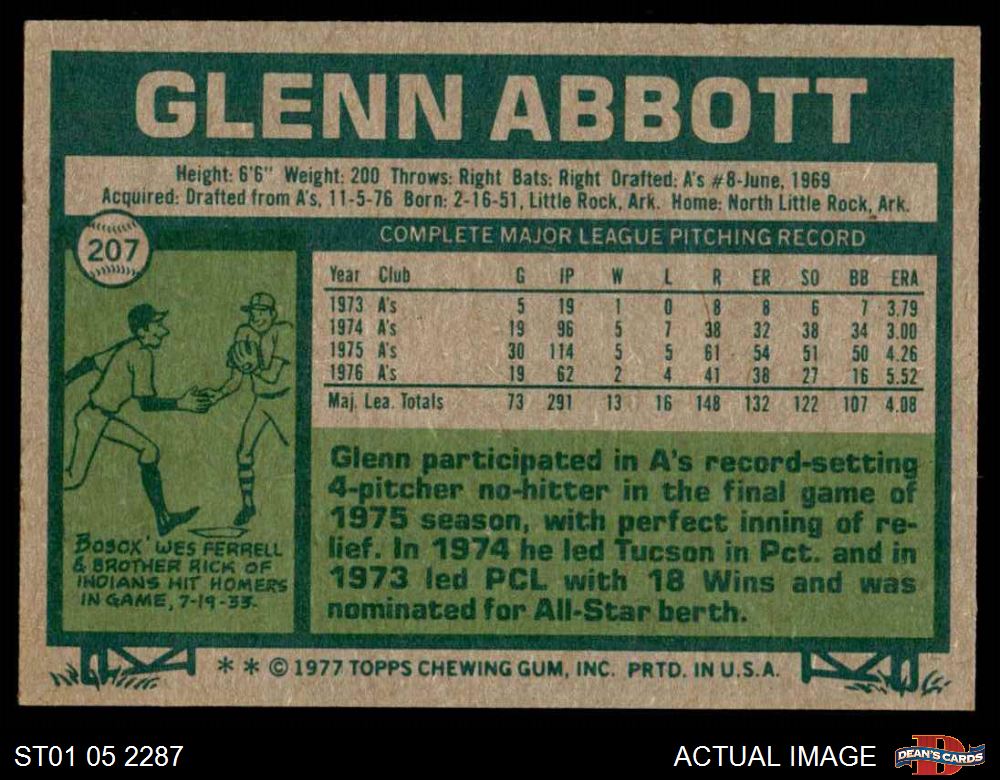 GLENN ABBOTT
Height: 6'6" Weight: 200 Throws: Right Bats: Right Drafted: A's #8-June, 1969
Acquired: Drafted from A's, 11-5-76 Born: 2-16-51, Little Rock, Ark. Home: North Little Rock, Ark.
207
COMPLETE MAJOR LEAGUE PITCHING RECORD
Year Club G IP W L R ER SO BB ERA
1973 A's 5 19 1 0 8 8 6 7 3.79
1974 A's 19 96 5 7 38 32 38 34 3.00
1975 A's 30 114 5 5 61 54 51 50 4.26
1976 A's 19 62 2 4 41 38 27 16 5.52
Maj. Lea. Totals 73 291 13 16 148 132 122 107 4.08
BOSOX' WES FERRELL
& BROTHER RICK OF
INDIANS HIT HOMERS
IN GAME, 7-19-33.
Glenn participated in A's record-setting
4-pitcher no-hitter in the final game of
1975 season, with perfect inning of re-
lief. In 1974 he led Tucson in Pct. and in
1973 led PCL with 18 Wins and was
nominated for All-Star berth.
* * © 1977 TOPPS CHEWING GUM, INC. PRTD. IN U.S.A.
ST01 05 2287
ACTUAL IMAGE
D
DEAN'S CARDS